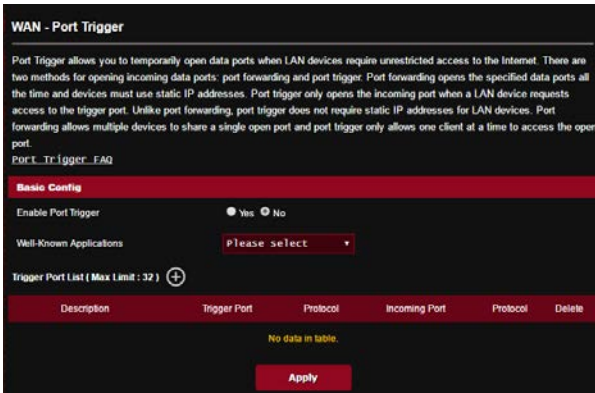 WAN - Port Trigger
Port Trigger allows you to temporarily open data ports when LAN devices require unrestricted access to the Internet. There are
two methods for opening incoming data ports: port forwarding and port trigger. Port forwarding opens the specified data ports all
the time and devices must use static IP addresses. Port trigger only opens the incoming port when a LAN device requests
access to the trigger port. Unlike port forwarding, port trigger does not require static IP addresses for LAN devices. Port
forwarding allows multiple devices to share a single open port and port trigger only allows one client at a time to access the open
port.
Port Trigger FAQ
Basic Config
Enable Port Trigger Yes No
Well-Known Applications Please select
Trigger Port List ( Max Limit : 32 )
Description Trigger Port Protocol Incoming Port Protocol Delete
No data in table.
Apply